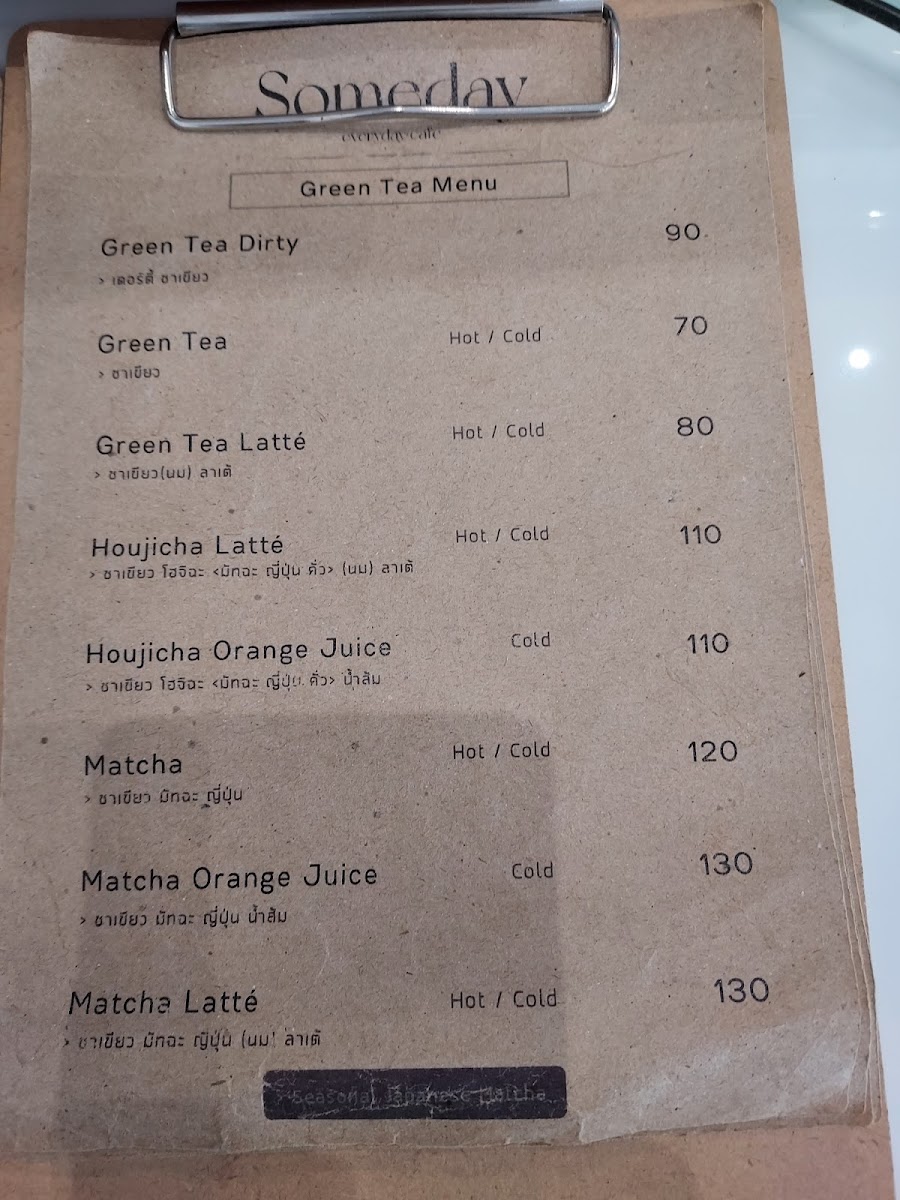 Someday
everyday cafe
Green Tea Menu
Green Tea Dirty 90.
> เดอร์ตี้ ชาเขียว
Green Tea Hot / Cold 70
> ชาเขียว
Green Tea Latté Hot / Cold 80
> ชาเขียว(นม) ลาเต้
Houjicha Latté Hot / Cold 110
> ชาเขียว โฮจิฉะ <มัทฉะ ญี่ปุ่น คั่ว> (นม) ลาเต้
Houjicha Orange Juice Cold 110
> ชาเขียว โฮจิฉะ <มัทฉะ ญี่ปุ่น คั่ว> น้ำส้ม
Matcha Hot / Cold 120
> ชาเขียว มัทฉะ ญี่ปุ่น
Matcha Orange Juice Cold 130
> ชาเขียว มัทฉะ ญี่ปุ่น น้ำส้ม
Matcha Latté Hot / Cold 130
> ชาเขียว มัทฉะ ญี่ปุ่น (นม) ลาเต้
> Seasonal Japanese Matcha